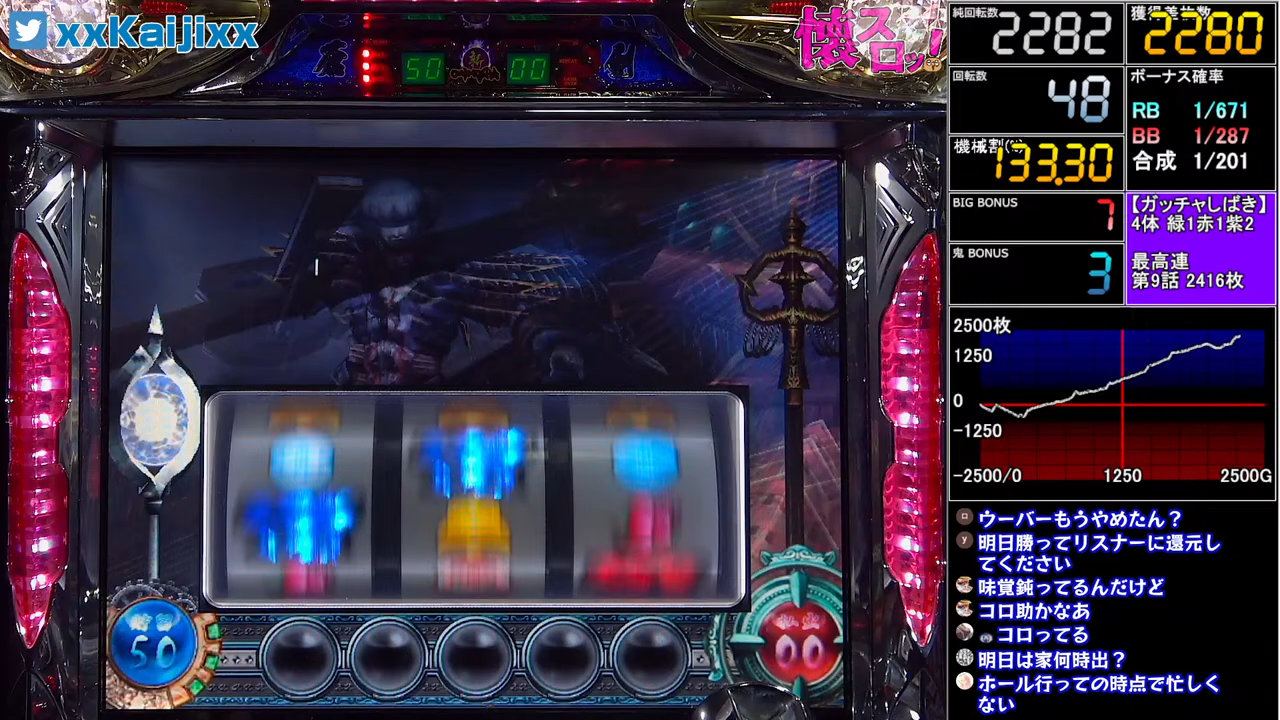 xxKaijixx
懐スロッ!
50
00
50
00
純回転数
2282
獲得差枚数
2280
回転数
48
ボーナス確率
RB 1/671
BB 1/287
合成 1/201
機械割(%)
133.30
BIG BONUS
7
鬼 BONUS
3
【ガッチャしばき】
4体 緑1赤1紫2
最高連
第9話 2416枚
2500枚
1250
0
-1250
-2500/0
1250
2500G
ウーバーもうやめたん?
明日勝ってリスナーに還元し
てください
味覚鈍ってるんだけど
コロ助かなあ
コロってる
明日は家何時出?
ホール行っての時点で忙しく
ない